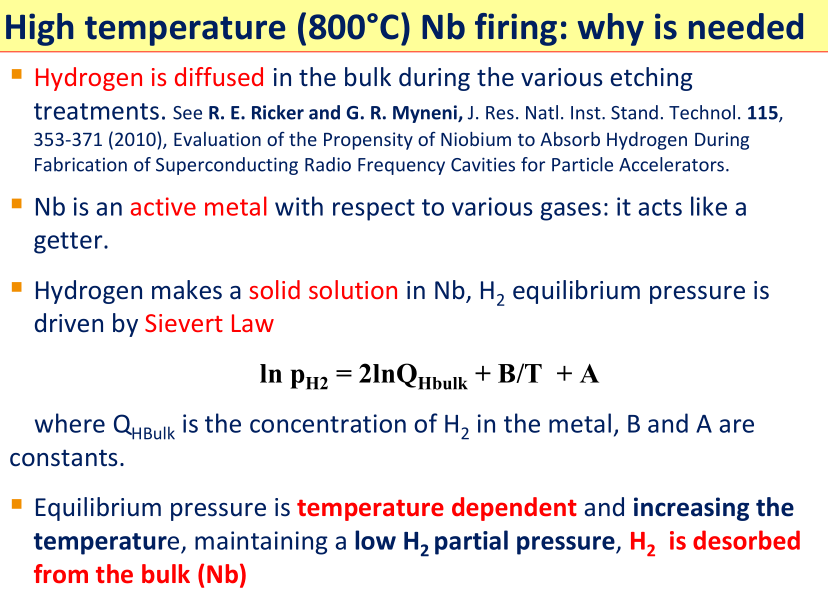 High temperature (800°C) Nb firing: why is needed
▪ Hydrogen is diffused in the bulk during the various etching
treatments. See R. E. Ricker and G. R. Myneni, J. Res. Natl. Inst. Stand. Technol. 115,
353-371 (2010), Evaluation of the Propensity of Niobium to Absorb Hydrogen During
Fabrication of Superconducting Radio Frequency Cavities for Particle Accelerators.
▪ Nb is an active metal with respect to various gases: it acts like a
getter.
▪ Hydrogen makes a solid solution in Nb, H2 equilibrium pressure is
driven by Sievert Law
ln pH2 = 2lnQHbulk + B/T + A
where QHBulk is the concentration of H2 in the metal, B and A are
constants.
▪ Equilibrium pressure is temperature dependent and increasing the
temperature, maintaining a low H2 partial pressure, H2 is desorbed
from the bulk (Nb)